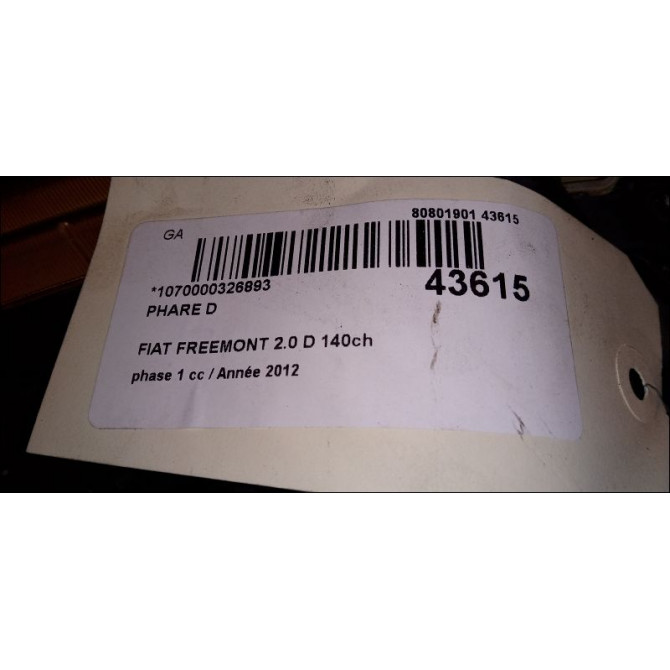 GA
80801901 43615
*1070000326893
43615
PHARE D
FIAT FREEMONT 2.0 D 140ch
phase 1 cc / Année 2012